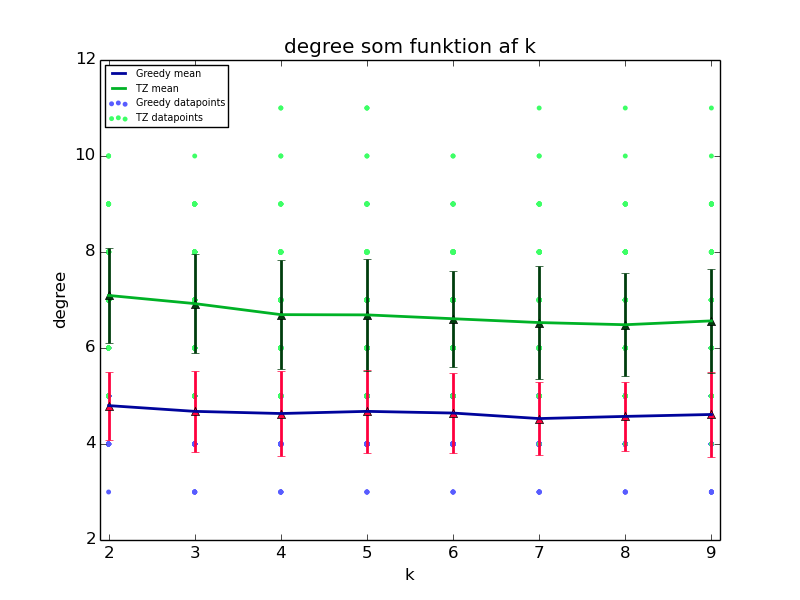 degree som funktion af k
12
10
8
6
4
2
degree
Greedy mean
TZ mean
Greedy datapoints
TZ datapoints
2 3 4 5 6 7 8 9
k